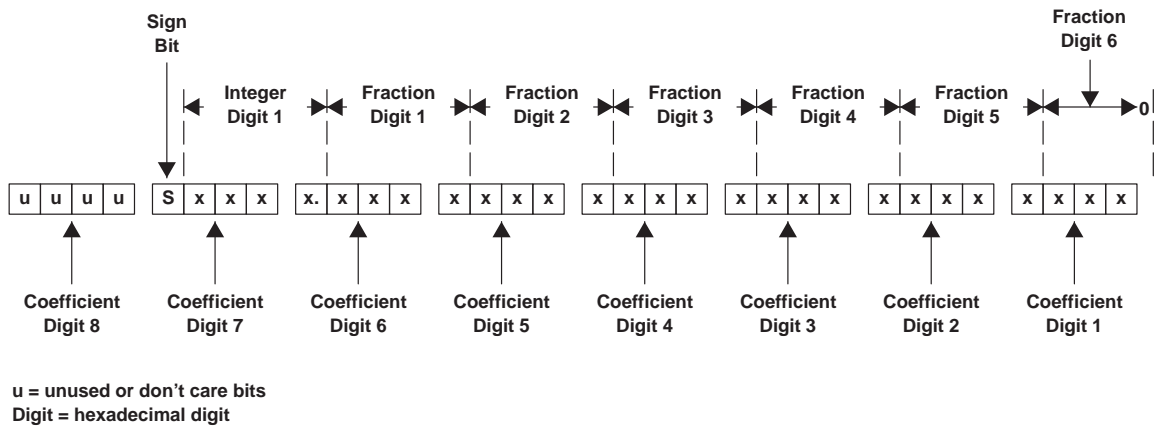 Sign
Bit
Fraction
Digit 6
Integer
Digit 1
Fraction
Digit 1
Fraction
Digit 2
Fraction
Digit 3
Fraction
Digit 4
Fraction
Digit 5
0
u u u u S x x x x. x x x x x x x x x x x x x x x x x x x x x x x
Coefficient
Digit 8
Coefficient
Digit 7
Coefficient
Digit 6
Coefficient
Digit 5
Coefficient
Digit 4
Coefficient
Digit 3
Coefficient
Digit 2
Coefficient
Digit 1
u = unused or don't care bits
Digit = hexadecimal digit